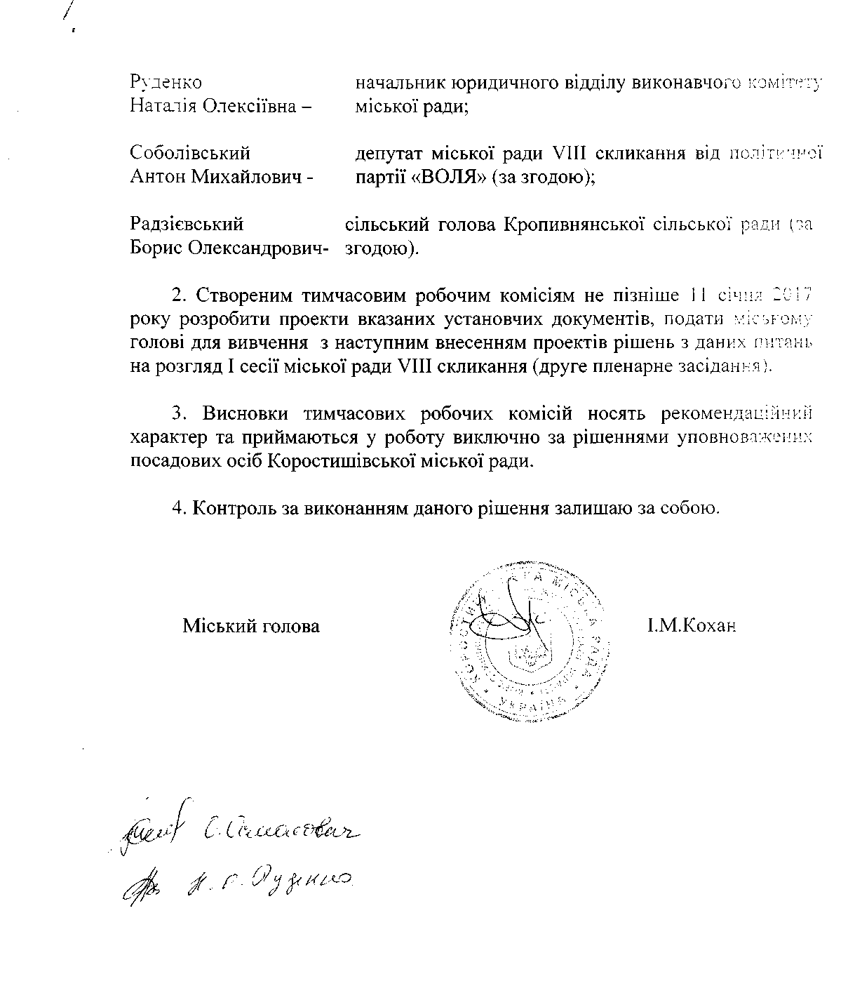 Руденко начальник юридичного відділу виконавчого комітету
Наталія Олексіївна – міської ради;
Соболівський депутат міської ради VIII скликання від політичної
Антон Михайлович - партії «ВОЛЯ» (за згодою);
Радзієвський сільський голова Кропивнянської сільської ради (за
Борис Олександрович- згодою).
2. Створеним тимчасовим робочим комісіям не пізніше 11 січня 2017
року розробити проекти вказаних установчих документів, подати міському
голові для вивчення з наступним внесенням проектів рішень з даних питань
на розгляд І сесії міської ради VIII скликання (друге пленарне засідання).
3. Висновки тимчасових робочих комісій носять рекомендаційний
характер та приймаються у роботу виключно за рішеннями уповноважених
посадових осіб Коростишівської міської ради.
4. Контроль за виконанням даного рішення залишаю за собою.
МІСЬКА РАДА
УКРАЇНА
Міський голова І.М.Кохан
Руденко